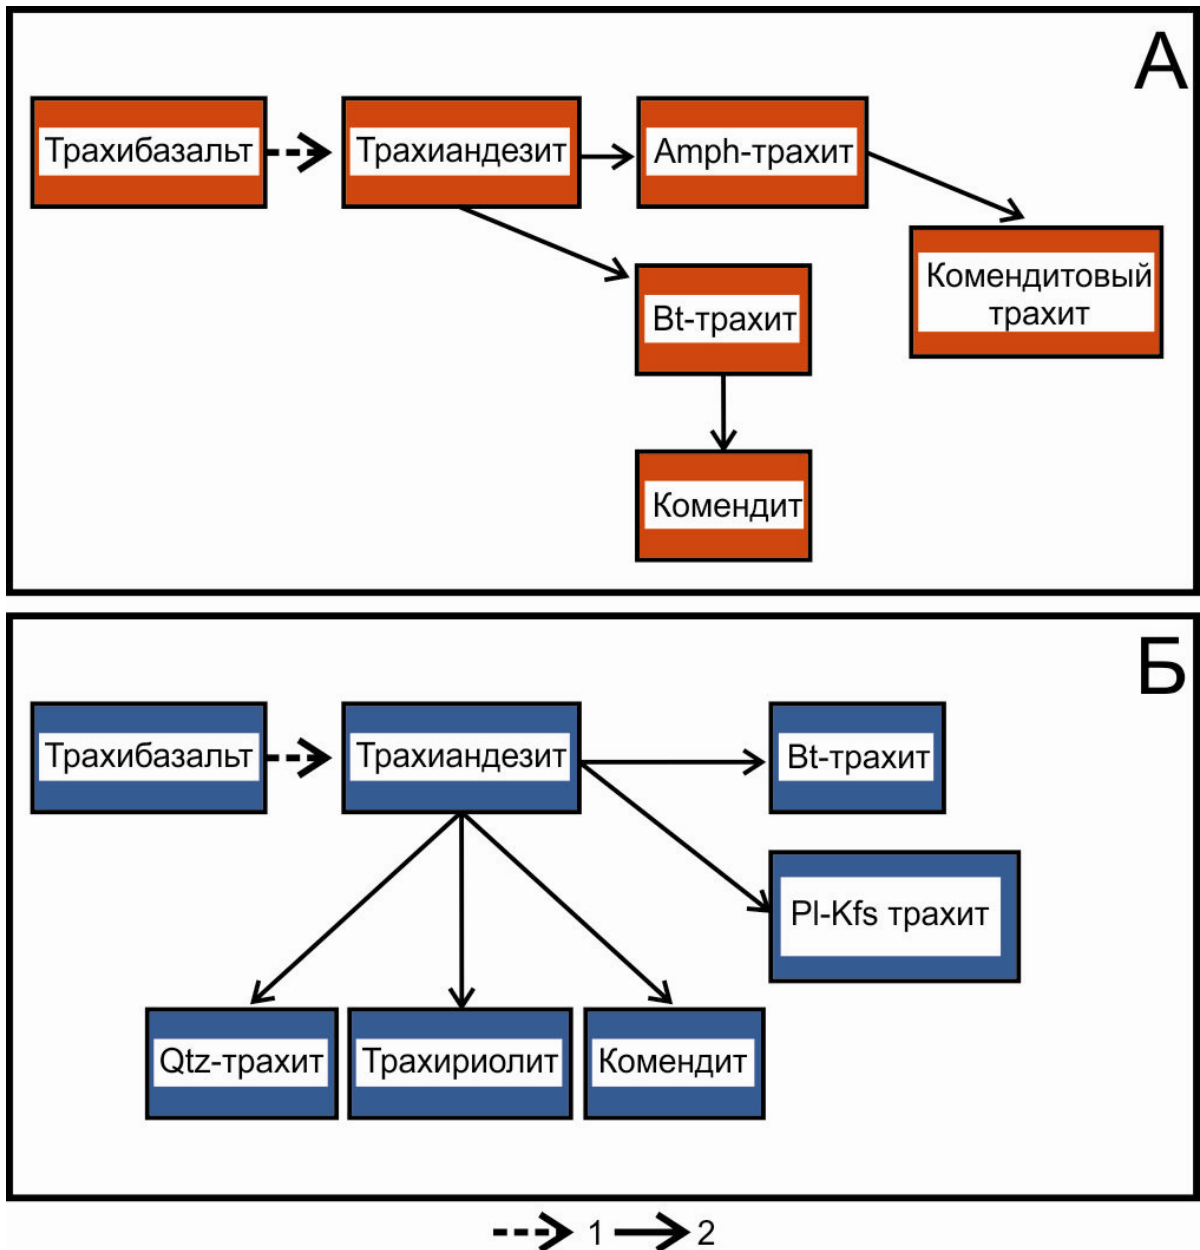 А
Трахибазальт
Трахиандезит
Amph-трахит
Комендитовый
трахит
Bt-трахит
Комендит
Б
Трахибазальт
Трахиандезит
Bt-трахит
Pl-Kfs трахит
Qtz-трахит
Трахириолит
Комендит
1
2